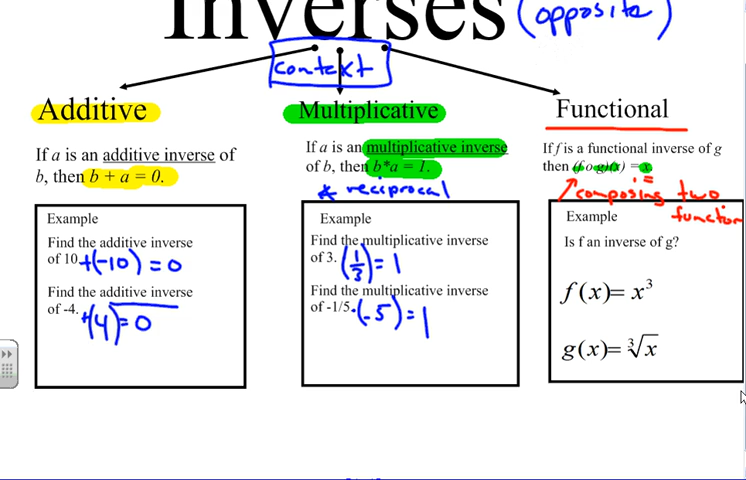 Inverses (opposite)
context
Additive
If a is an additive inverse of
b, then b + a = 0.
Example
Find the additive inverse
of 10. +(-10) = 0
Find the additive inverse
of -4. +(4) = 0
Multiplicative
If a is an multiplicative inverse
of b, then b*a = 1.
* reciprocal
Example
Find the multiplicative inverse
of 3. (1/3) = 1
Find the multiplicative inverse
of -1/5. ·(-5) = 1
Functional
If f is a functional inverse of g
then (f o g)(x) = x.
composing two
function
Example
Is f an inverse of g?
f(x)= x³
g(x)= ∛x